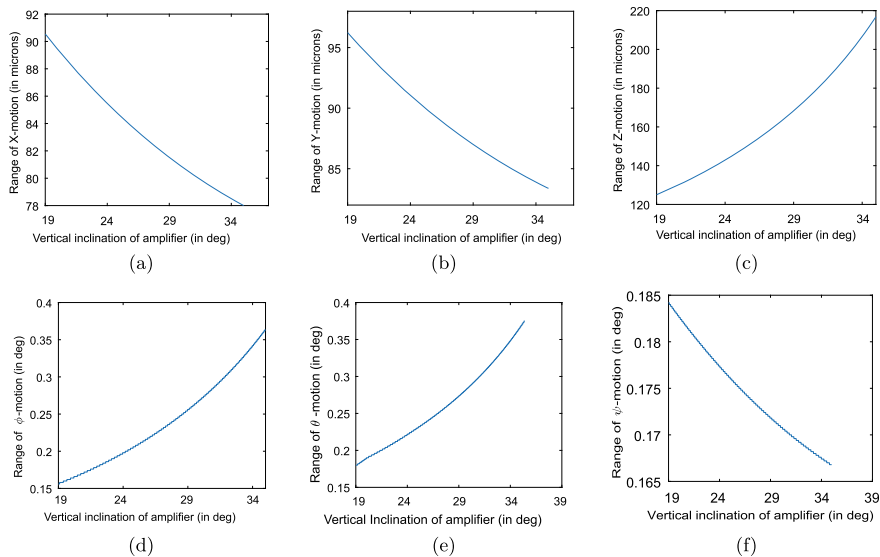 92
90
88
86
84
82
80
78
19 24 29 34
Range of X-motion (in microns)
Vertical inclination of amplifier (in deg)
(a)
95
90
85
19 24 29 34
Range of Y-motion (in microns)
Vertical inclination of amplifier (in deg)
(b)
220
200
180
160
140
120
19 24 29 34
Range of Z-motion (in microns)
Vertical inclination of amplifier (in deg)
(c)
0.4
0.35
0.3
0.25
0.2
0.15
19 24 29 34
Range of ϕ-motion (in deg)
Vertical inclination of amplifier (in deg)
(d)
0.4
0.35
0.3
0.25
0.2
0.15
19 24 29 34 39
Range of θ -motion (in deg)
Vertical Inclination of amplifier (in deg)
(e)
0.185
0.18
0.175
0.17
0.165
19 24 29 34 39
Range of ψ-motion (in deg)
Vertical inclination of amplifier (in deg)
(f)